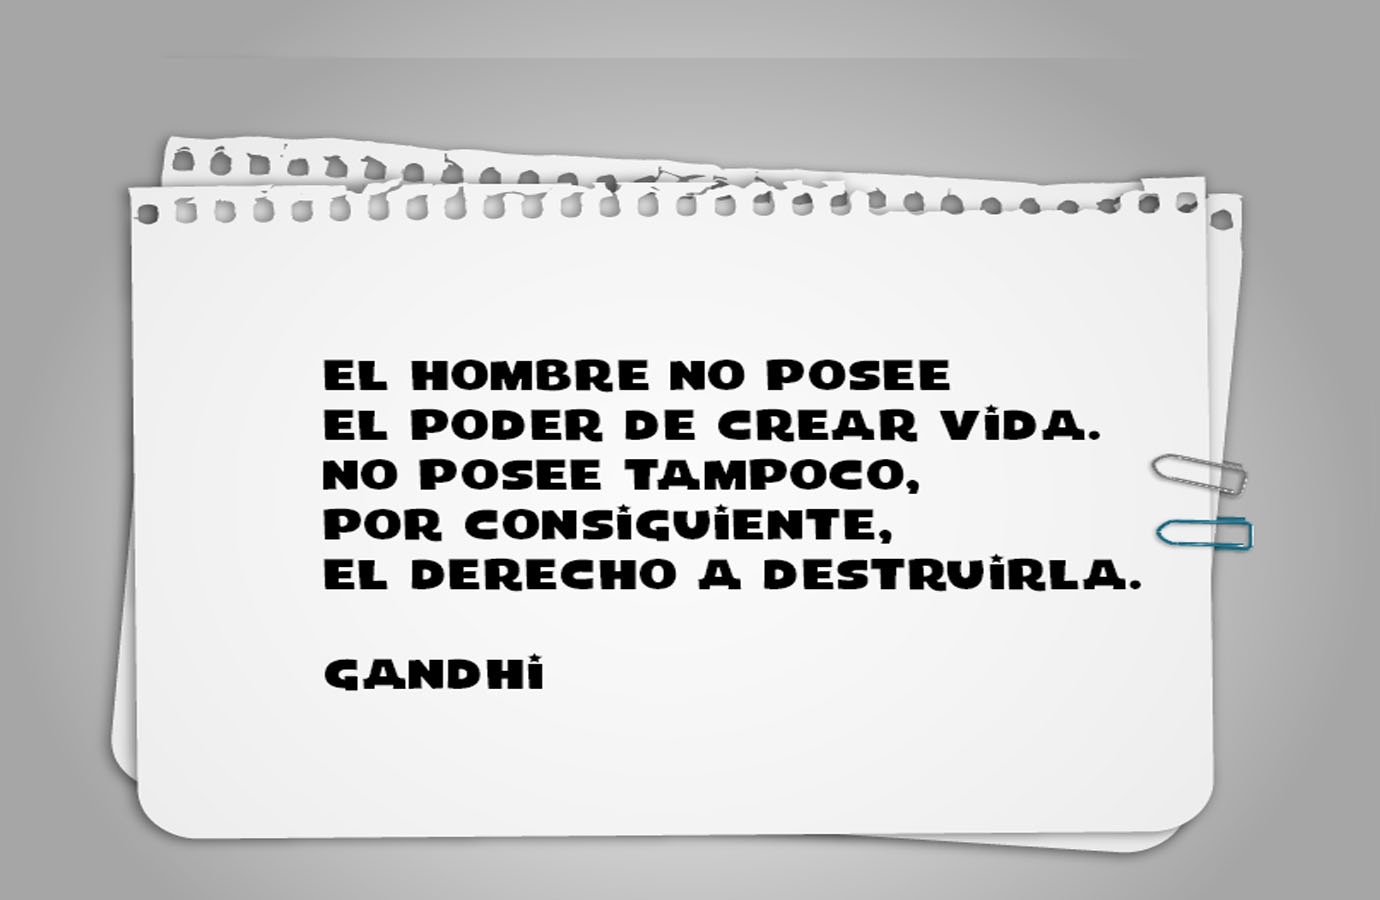 EL HOMBRE NO POSEE
EL PODER DE CREAR VIDA.
NO POSEE TAMPOCO,
POR CONSIGUIENTE,
EL DERECHO A DESTRUIRLA.
GANDHI